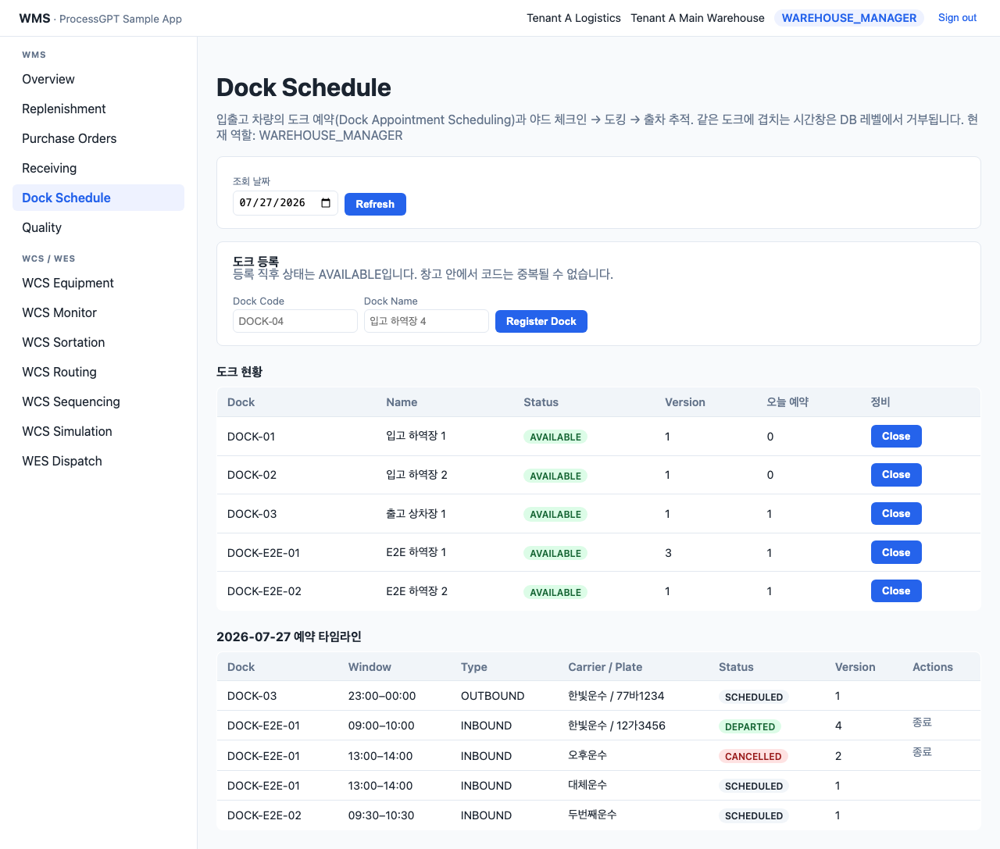 WMS · ProcessGPT Sample App
Tenant A Logistics Tenant A Main Warehouse WAREHOUSE_MANAGER Sign out
WMS
Overview
Replenishment
Purchase Orders
Receiving
Dock Schedule
Quality
WCS / WES
WCS Equipment
WCS Monitor
WCS Sortation
WCS Routing
WCS Sequencing
WCS Simulation
WES Dispatch
Dock Schedule
입출고 차량의 도크 예약(Dock Appointment Scheduling)과 야드 체크인 → 도킹 → 출차 추적. 같은 도크에 겹치는 시간창은 DB 레벨에서 거부됩니다. 현
재 역할: WAREHOUSE_MANAGER
조회 날짜
07/27/2026 Refresh
도크 등록
등록 직후 상태는 AVAILABLE입니다. 창고 안에서 코드는 중복될 수 없습니다.
Dock Code Dock Name
DOCK-04 입고 하역장 4 Register Dock
도크 현황
Dock Name Status Version 오늘 예약 정비
DOCK-01 입고 하역장 1 AVAILABLE 1 0 Close
DOCK-02 입고 하역장 2 AVAILABLE 1 0 Close
DOCK-03 출고 상차장 1 AVAILABLE 1 1 Close
DOCK-E2E-01 E2E 하역장 1 AVAILABLE 3 1 Close
DOCK-E2E-02 E2E 하역장 2 AVAILABLE 1 1 Close
2026-07-27 예약 타임라인
Dock Window Type Carrier / Plate Status Version Actions
DOCK-03 23:00–00:00 OUTBOUND 한빛운수 / 77바1234 SCHEDULED 1
DOCK-E2E-01 09:00–10:00 INBOUND 한빛운수 / 12가3456 DEPARTED 4 종료
DOCK-E2E-01 13:00–14:00 INBOUND 오후운수 CANCELLED 2 종료
DOCK-E2E-01 13:00–14:00 INBOUND 대체운수 SCHEDULED 1
DOCK-E2E-02 09:30–10:30 INBOUND 두번째운수 SCHEDULED 1